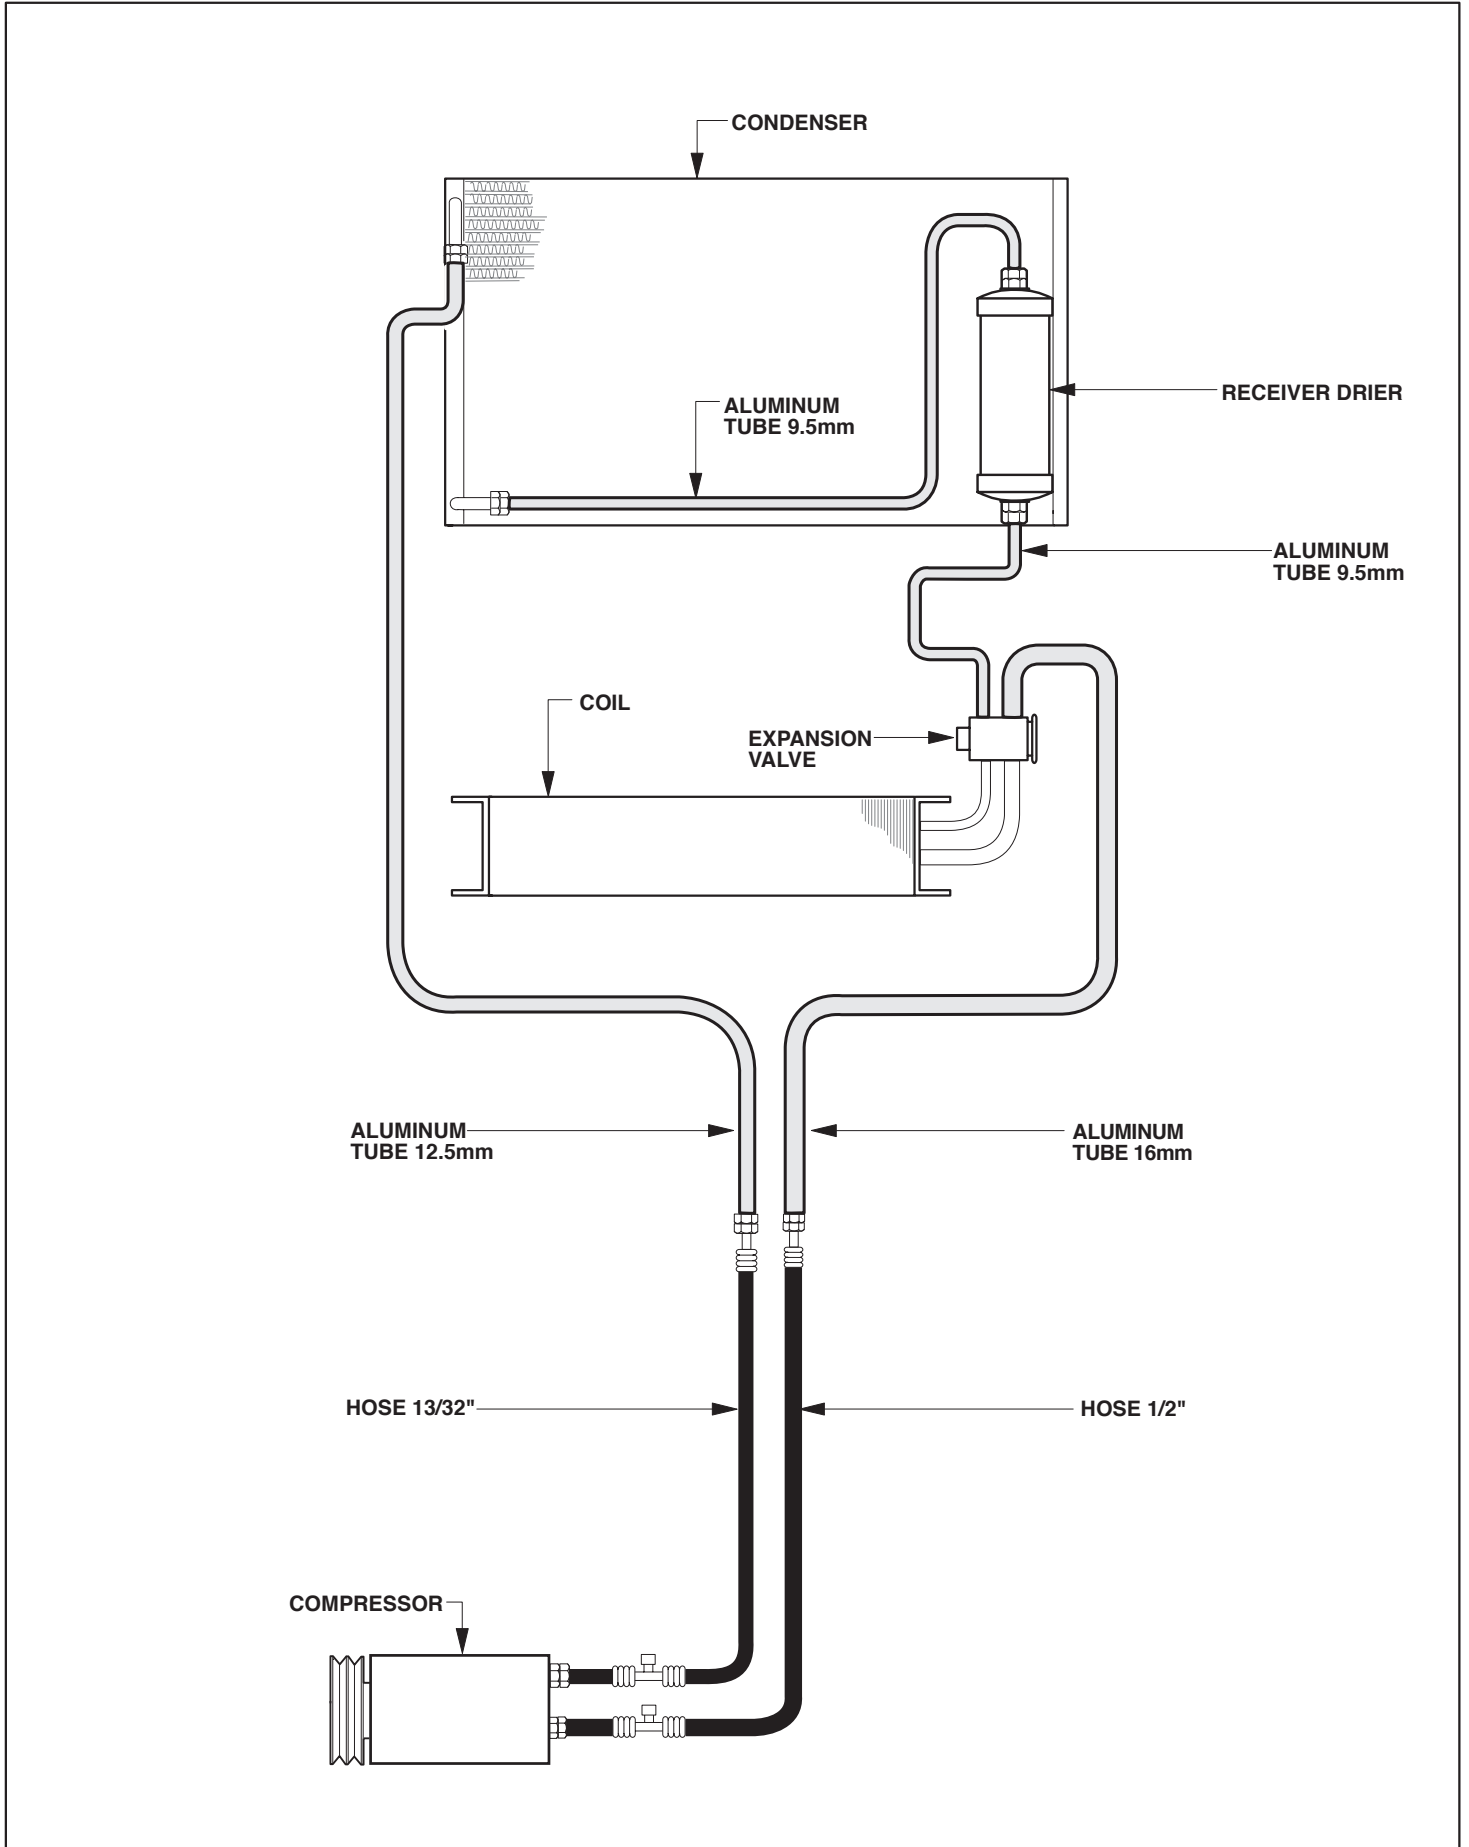 CONDENSER
RECEIVER DRIER
ALUMINUM
TUBE 9.5mm
ALUMINUM
TUBE 9.5mm
COIL
EXPANSION
VALVE
ALUMINUM
TUBE 12.5mm
ALUMINUM
TUBE 16mm
HOSE 13/32"
HOSE 1/2"
COMPRESSOR